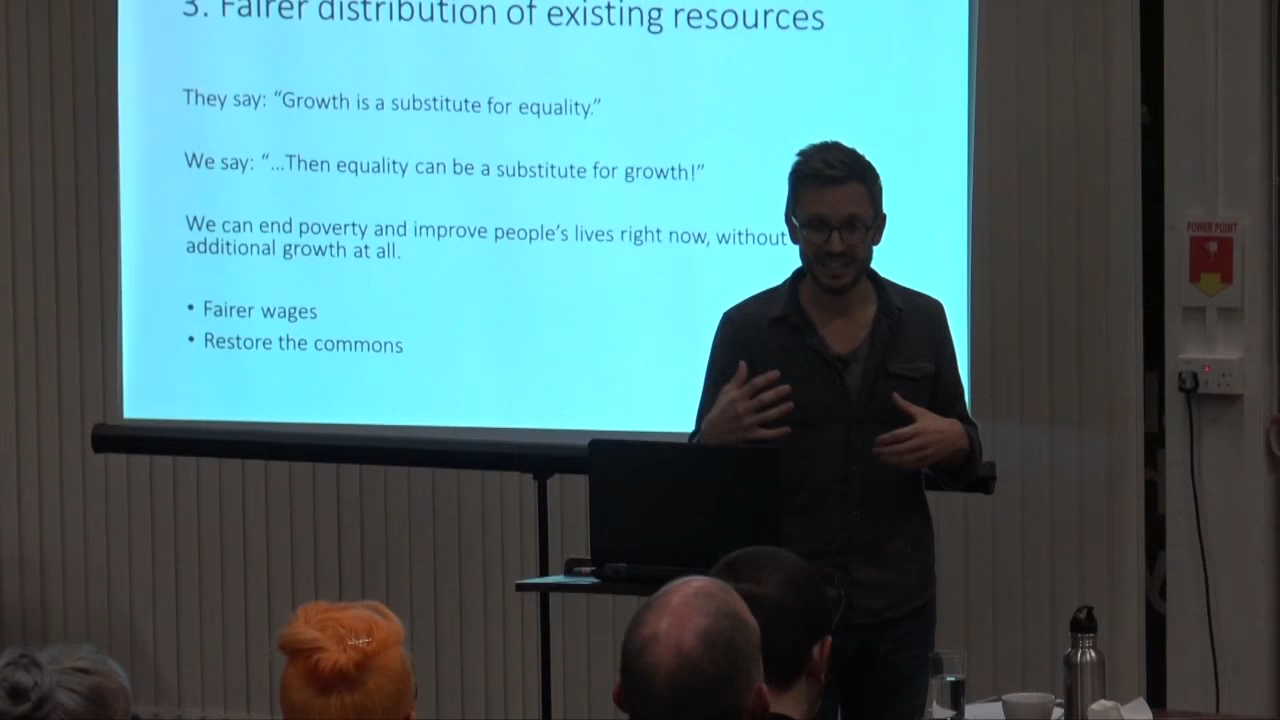 3. Fairer distribution of existing resources
They say: “Growth is a substitute for equality.”
We say: “...Then equality can be a substitute for growth!”
We can end poverty and improve people’s lives right now, without
additional growth at all.
• Fairer wages
• Restore the commons
POWER POINT